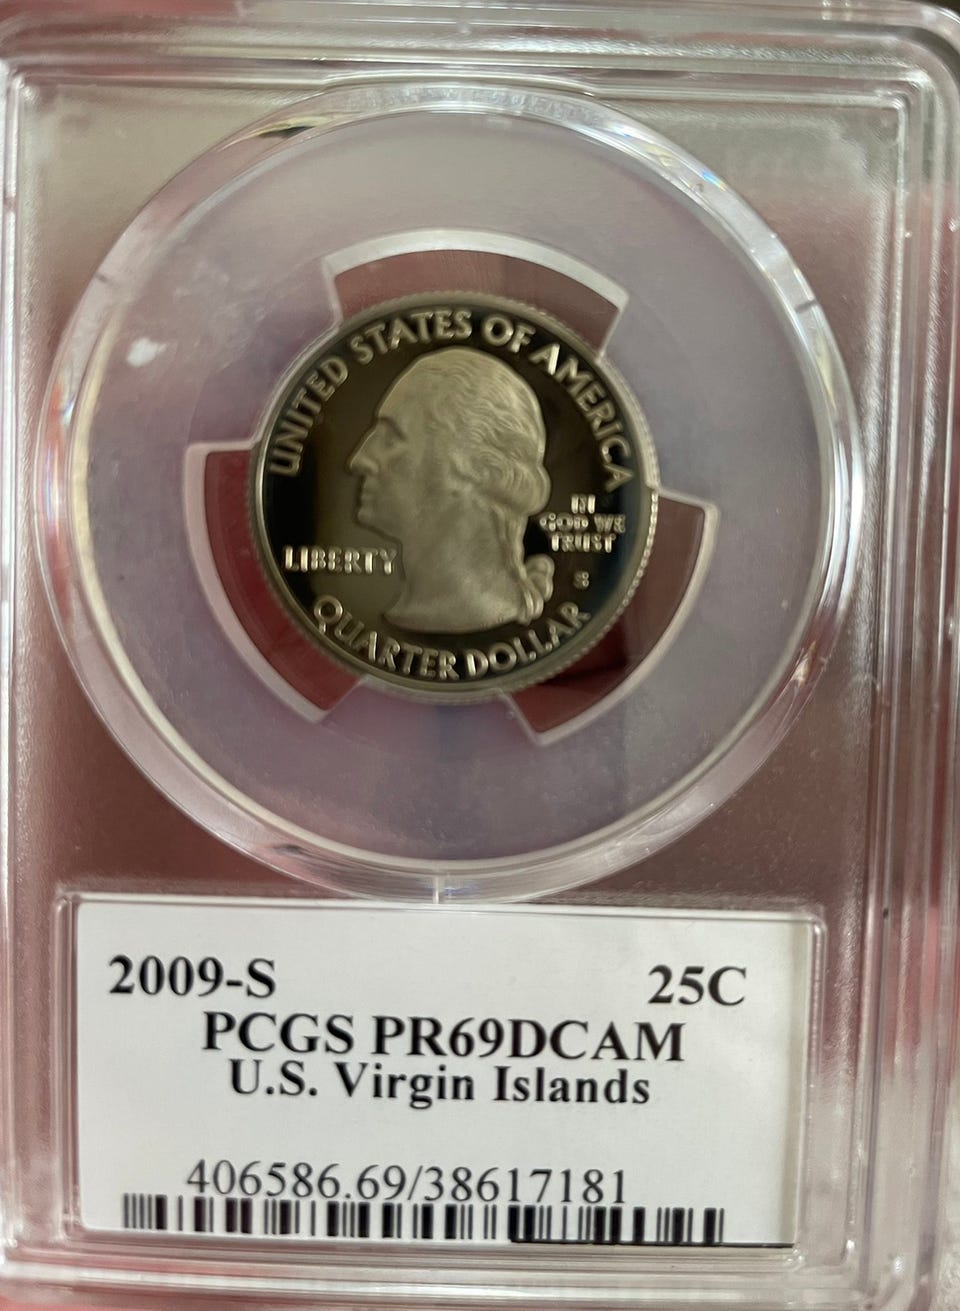 UNITED STATES OF AMERICA
LIBERTY
IN
GOD WE
TRUST
S
QUARTER DOLLAR
2009-S 25C
PCGS PR69DCAM
U.S. Virgin Islands
406586.69/38617181